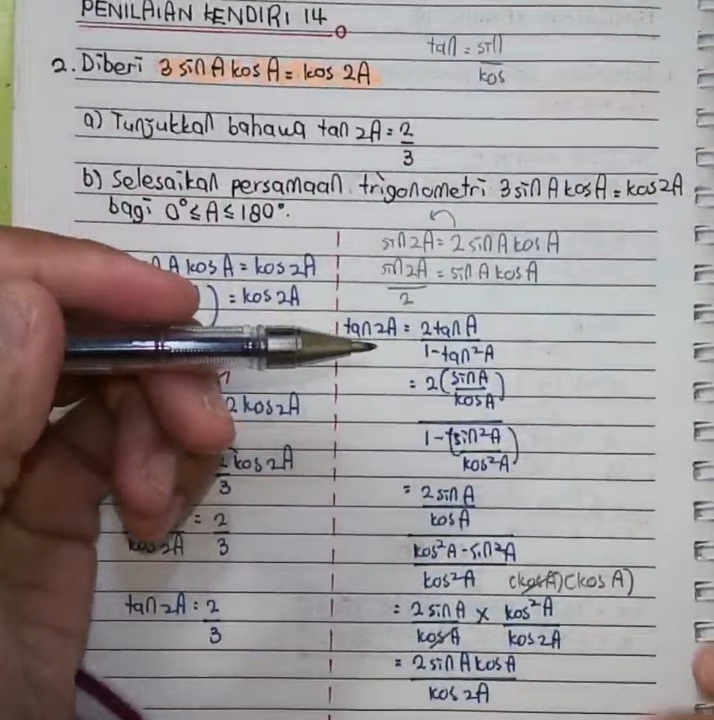 PENILAIAN KENDIRI 14
tan = sin
kos
2. Diberi 3 sin A kos A = kos 2A
a) Tunjukkan bahawa tan 2A = 2
3
b) Selesaikan persamaan trigonometri 3 sin A kos A = kos 2A
bagi 0° ≤ A ≤ 180°.
A kos A = kos 2A
) = kos 2A
2 kos 2A
kos 2A
3
= 2
kos 2A 3
tan 2A = 2
3
sin 2A = 2 sin A kos A
sin 2A = sin A kos A
2
tan 2A = 2 tan A
1 - tan²A
= 2(sin A)
kos A
1 - (sin²A)
kos²A
= 2 sin A
kos A
kos²A - sin²A
kos²A (kos A)(kos A)
= 2 sin A × kos²A
kos A kos 2A
= 2 sin A kos A
kos 2A